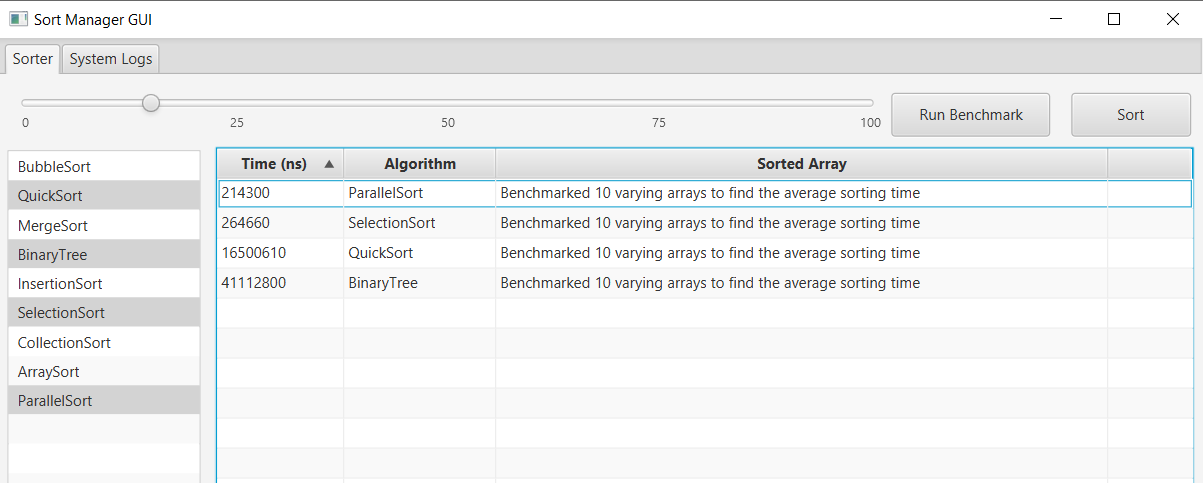 Sort Manager GUI
Sorter System Logs
0 25 50 75 100
Run Benchmark Sort
BubbleSort
QuickSort
MergeSort
BinaryTree
InsertionSort
SelectionSort
CollectionSort
ArraySort
ParallelSort
Time (ns) Algorithm Sorted Array
214300 ParallelSort Benchmarked 10 varying arrays to find the average sorting time
264660 SelectionSort Benchmarked 10 varying arrays to find the average sorting time
16500610 QuickSort Benchmarked 10 varying arrays to find the average sorting time
41112800 BinaryTree Benchmarked 10 varying arrays to find the average sorting time